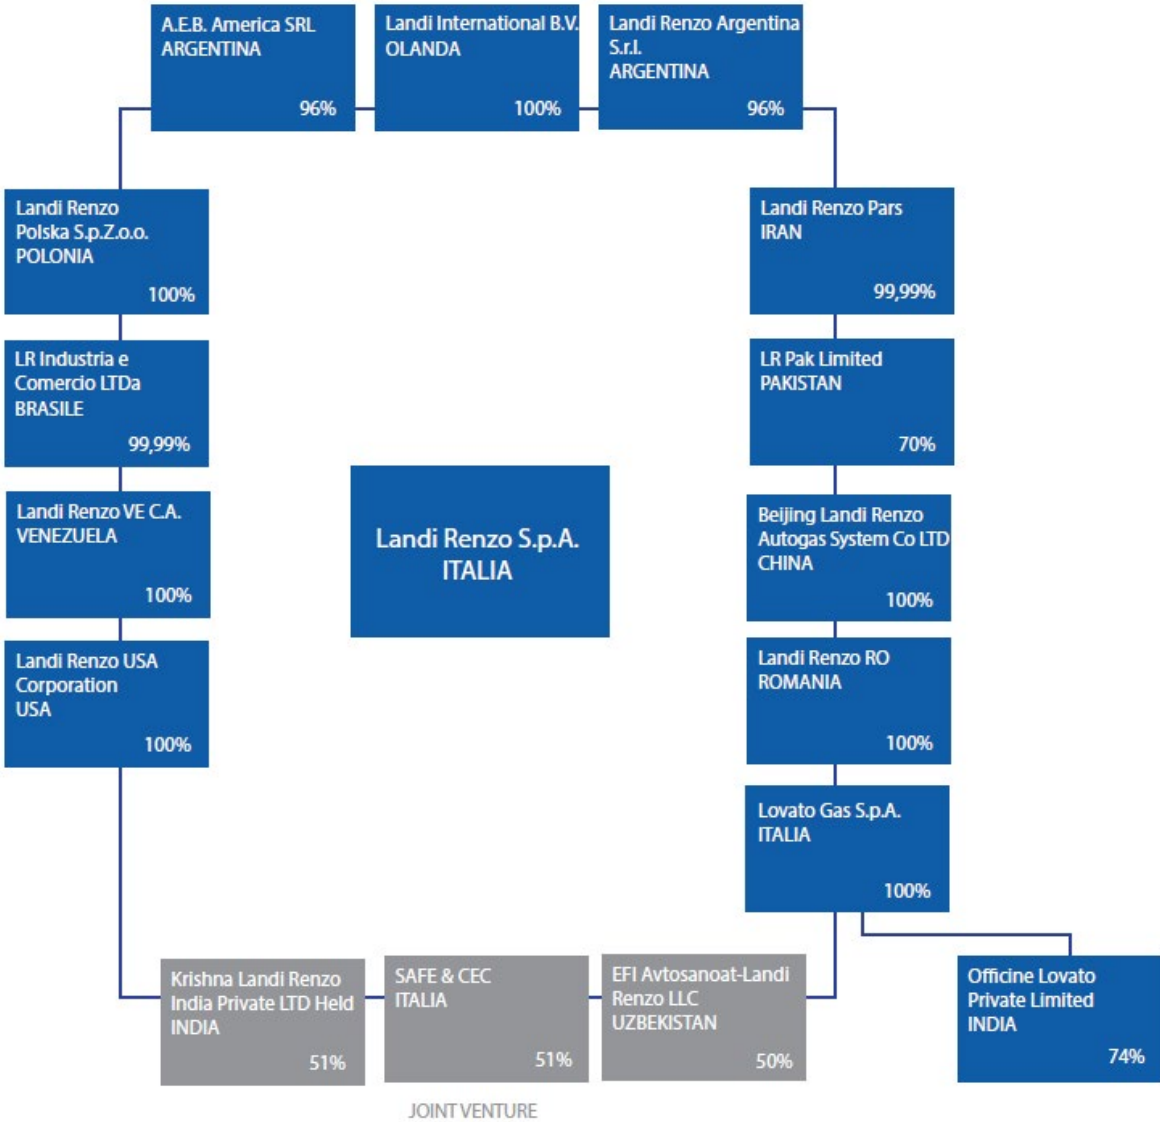 A.E.B. America SRL
ARGENTINA
96%
Landi International B.V.
OLANDA
100%
Landi Renzo Argentina
S.r.l.
ARGENTINA
96%
Landi Renzo
Polska S.p.Z.o.o.
POLONIA
100%
Landi Renzo Pars
IRAN
99,99%
LR Industria e
Comercio LTDa
BRASILE
99,99%
LR Pak Limited
PAKISTAN
70%
Landi Renzo S.p.A.
ITALIA
Landi Renzo VE C.A.
VENEZUELA
100%
Beijing Landi Renzo
Autogas System Co LTD
CHINA
100%
Landi Renzo USA
Corporation
USA
100%
Landi Renzo RO
ROMANIA
100%
Lovato Gas S.p.A.
ITALIA
100%
Krishna Landi Renzo
India Private LTD Held
INDIA
51%
SAFE & CEC
ITALIA
51%
EFI Avtosanoat-Landi
Renzo LLC
UZBEKISTAN
50%
Officine Lovato
Private Limited
INDIA
74%
JOINT VENTURE